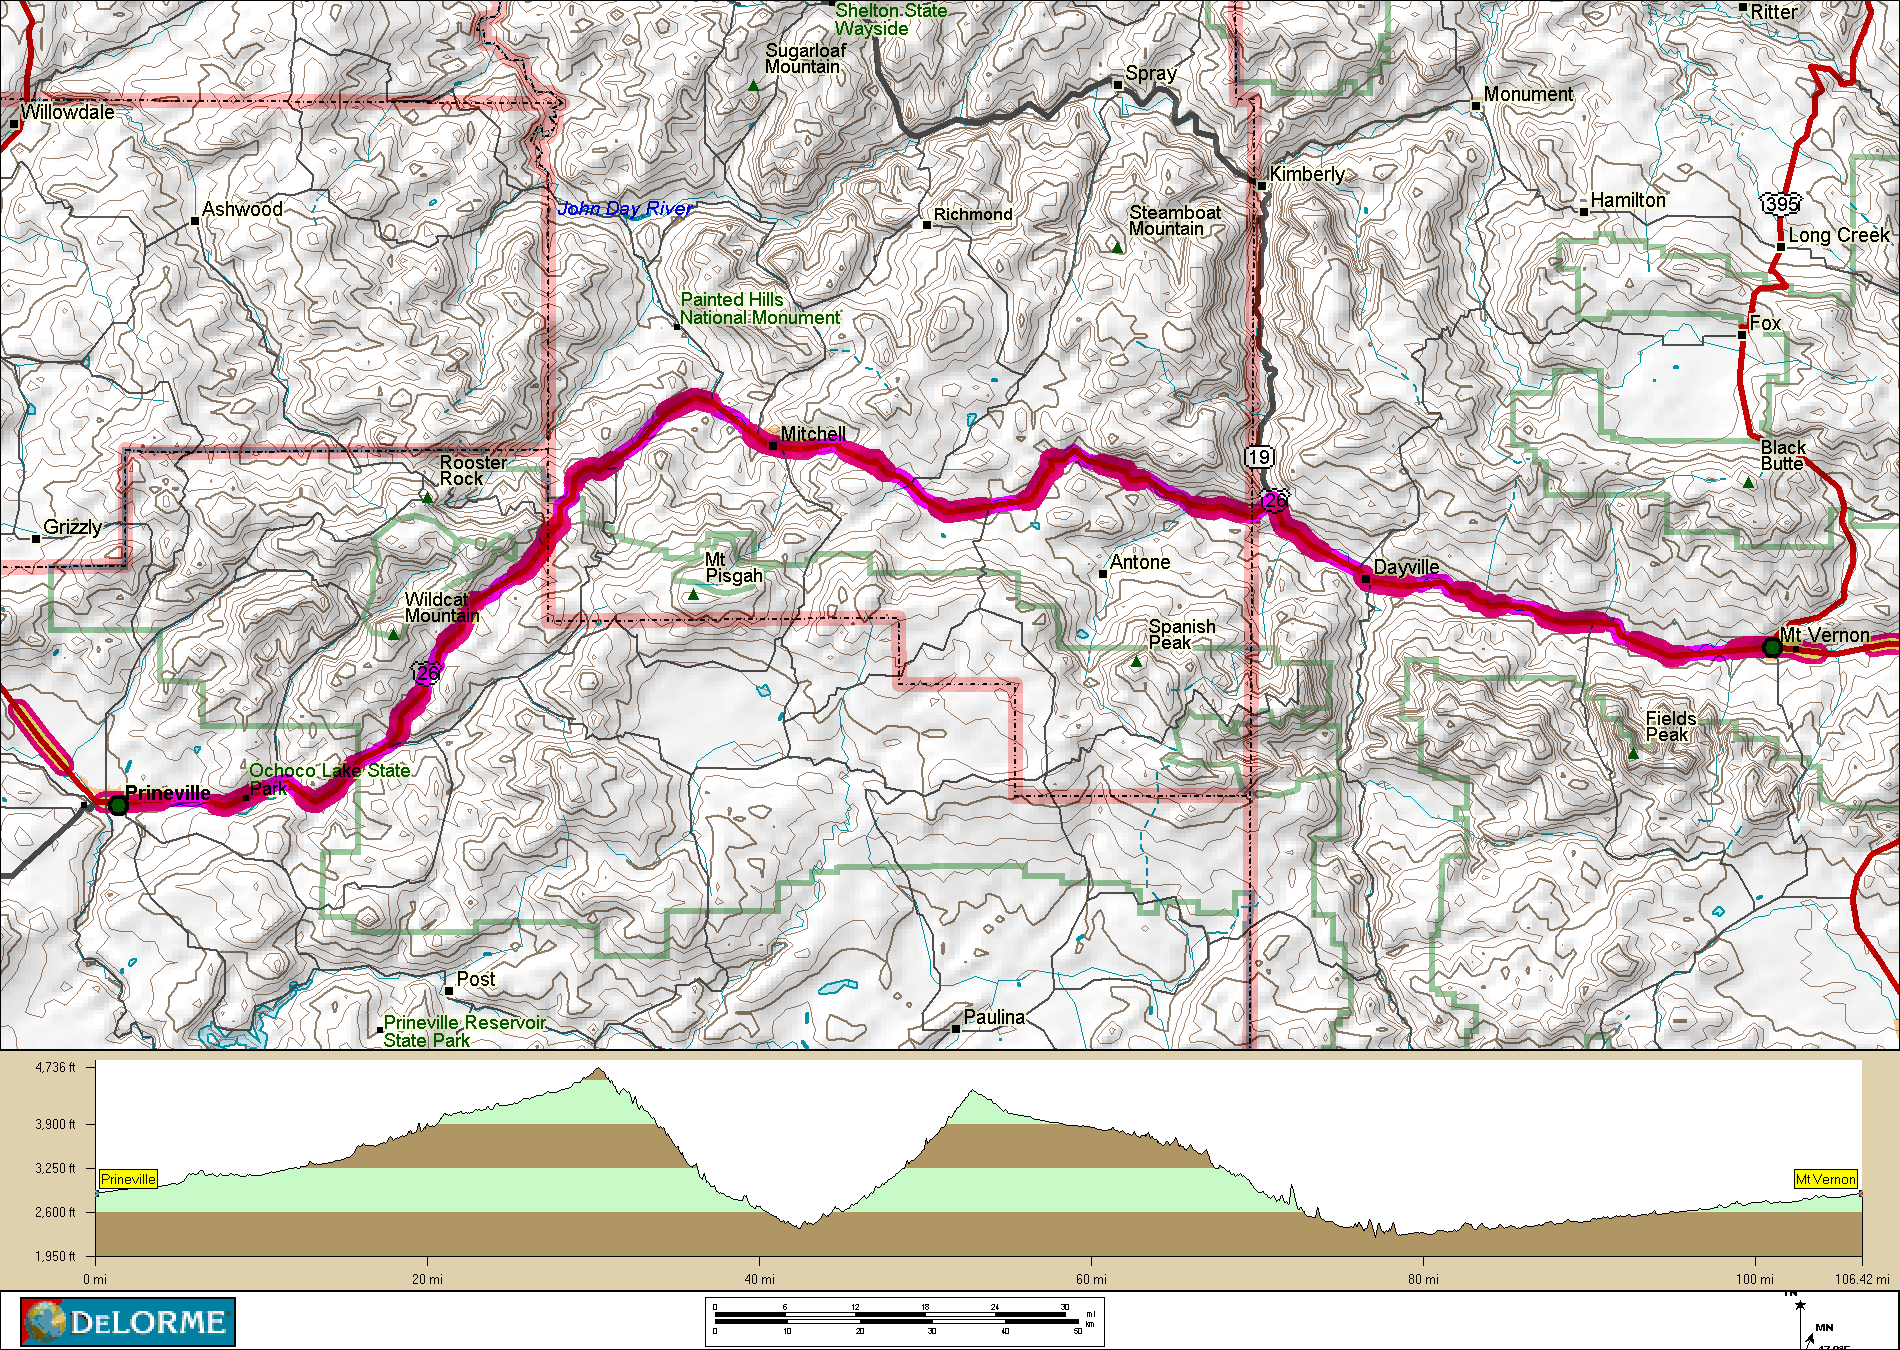 Shelton State
Wayside
Ritter
Sugarloaf
Mountain
Spray
Monument
Willowdale
Kimberly
Ashwood
John Day River
Richmond
Steamboat
Mountain
Hamilton
395
Long Creek
Painted Hills
National Monument
Fox
Mitchell
Rooster
Rock
19
Black
Butte
26
Grizzly
Mt
Pisgah
Antone
Dayville
Wildcat
Mountain
Spanish
Peak
Mt Vernon
26
Fields
Peak
Ochoco Lake State
Park
Prineville
Post
Prineville Reservoir
State Park
Paulina
4,736 ft
3,900 ft
3,250 ft
2,600 ft
1,950 ft
Prineville
Mt Vernon
0 mi
20 mi
40 mi
60 mi
80 mi
100 mi
106.42 mi
DELORME
0 6 12 18 24 30 mi
0 10 20 30 40 50 km
MN